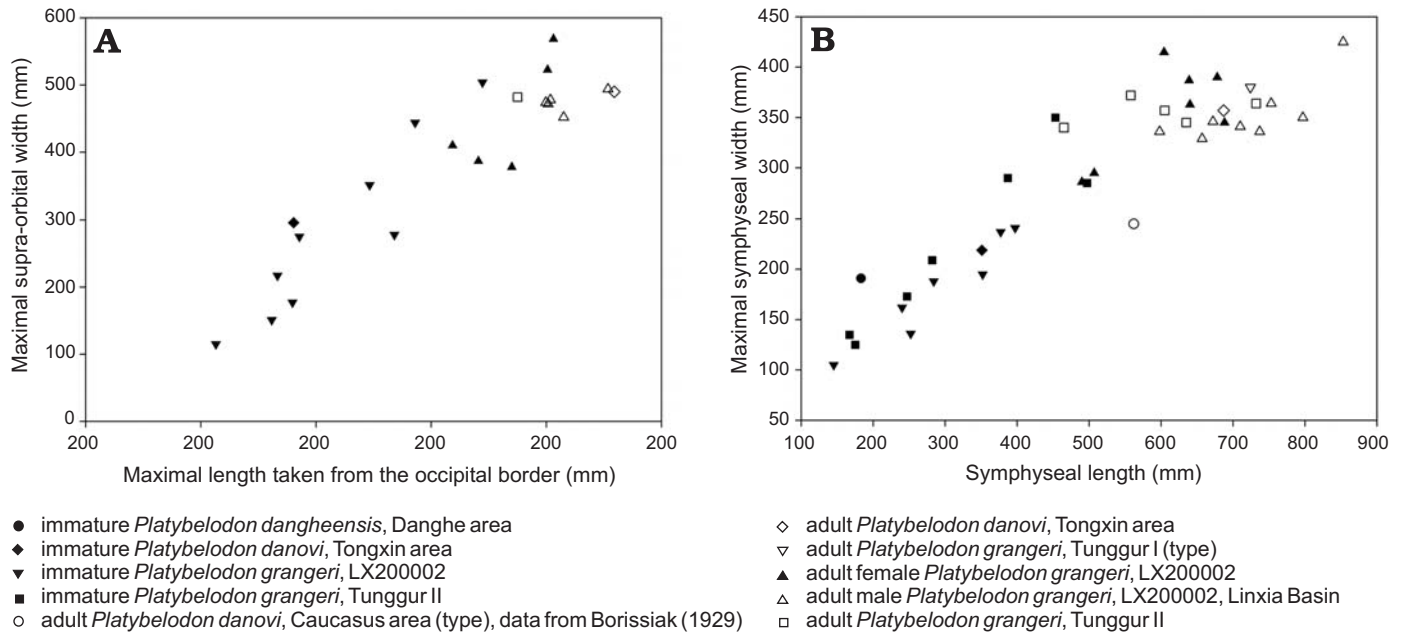 A
600
500
400
300
200
100
0
200 200 200 200 200 200
Maximal supra-orbital width (mm)
Maximal length taken from the occipital border (mm)
B
450
400
350
300
250
200
150
100
50
100 200 300 400 500 600 700 800 900
Maximal symphyseal width (mm)
Symphyseal length (mm)
immature Platybelodon dangheensis, Danghe area
immature Platybelodon danovi, Tongxin area
immature Platybelodon grangeri, LX200002
immature Platybelodon grangeri, Tunggur II
adult Platybelodon danovi, Caucasus area (type), data from Borissiak (1929)
adult Platybelodon danovi, Tongxin area
adult Platybelodon grangeri, Tunggur I (type)
adult female Platybelodon grangeri, LX200002
adult male Platybelodon grangeri, LX200002, Linxia Basin
adult Platybelodon grangeri, Tunggur II